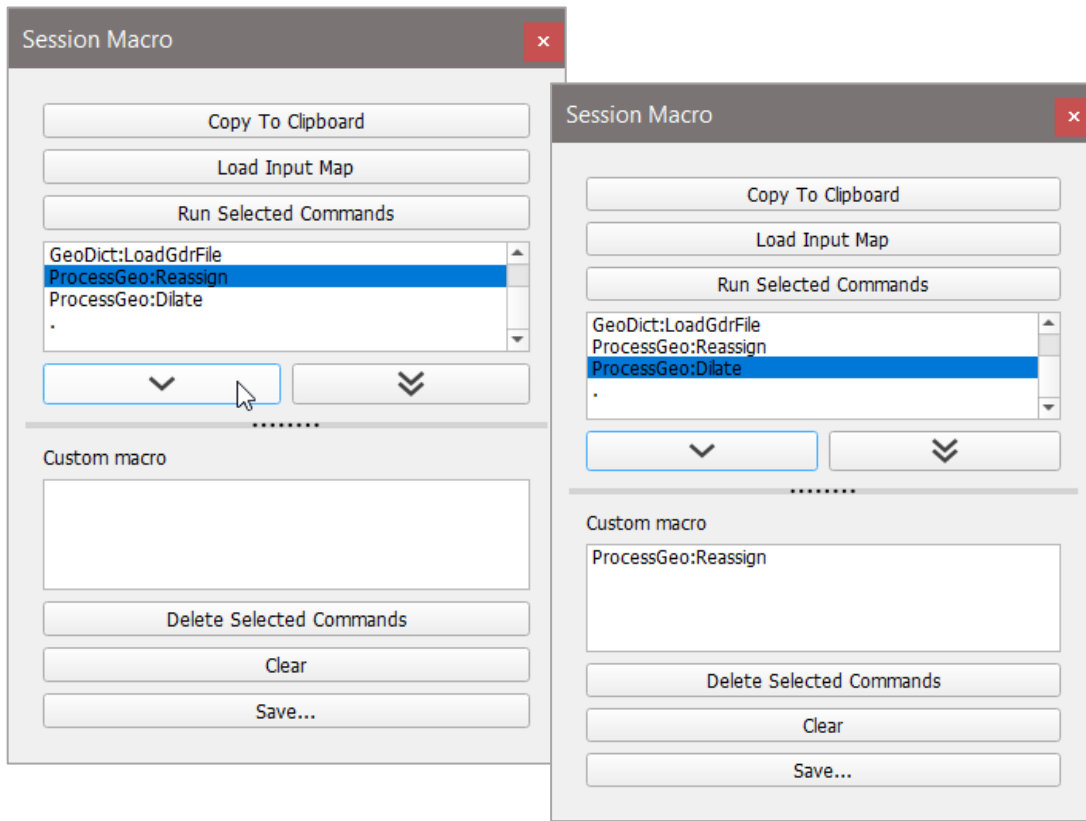 Session Macro
Copy To Clipboard
Load Input Map
Run Selected Commands
GeoDict:LoadGdrFile
ProcessGeo:Reassign
ProcessGeo:Dilate
.
Custom macro
Delete Selected Commands
Clear
Save...
Session Macro
Copy To Clipboard
Load Input Map
Run Selected Commands
GeoDict:LoadGdrFile
ProcessGeo:Reassign
ProcessGeo:Dilate
.
Custom macro
ProcessGeo:Reassign
Delete Selected Commands
Clear
Save...